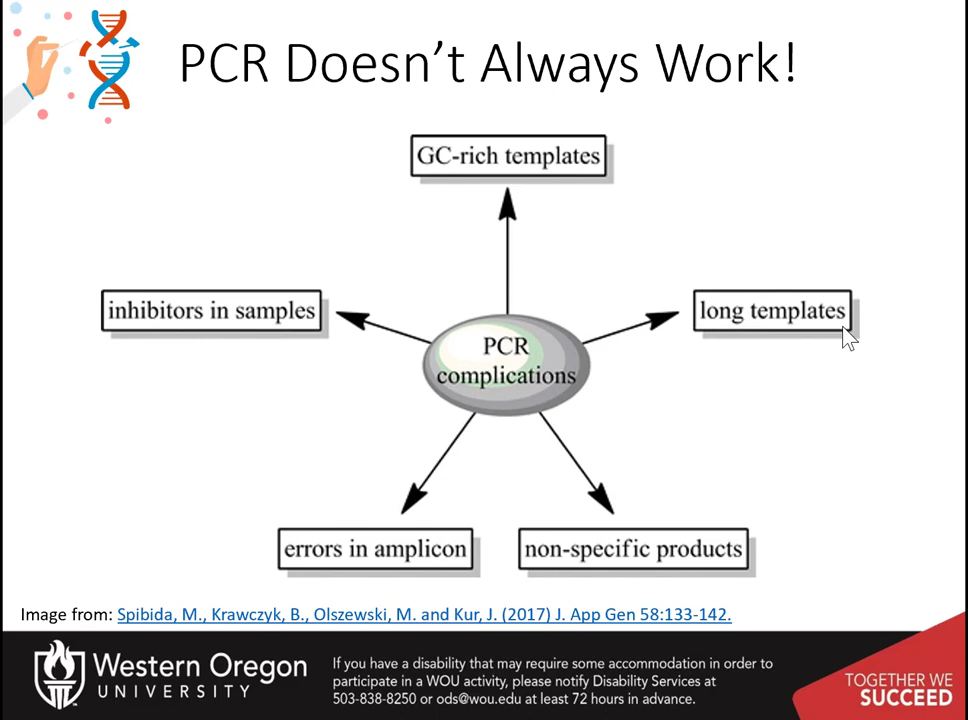 PCR Doesn't Always Work!
GC-rich templates
inhibitors in samples
long templates
PCR
complications
errors in amplicon
non-specific products
Image from: Spibida, M., Krawczyk, B., Olszewski, M. and Kur, J. (2017) J. App Gen 58:133-142.
Western Oregon
UNIVERSITY
If you have a disability that may require some accommodation in order to
participate in a WOU activity, please notify Disability Services at
503-838-8250 or ods@wou.edu at least 72 hours in advance.
TOGETHER WE
SUCCEED